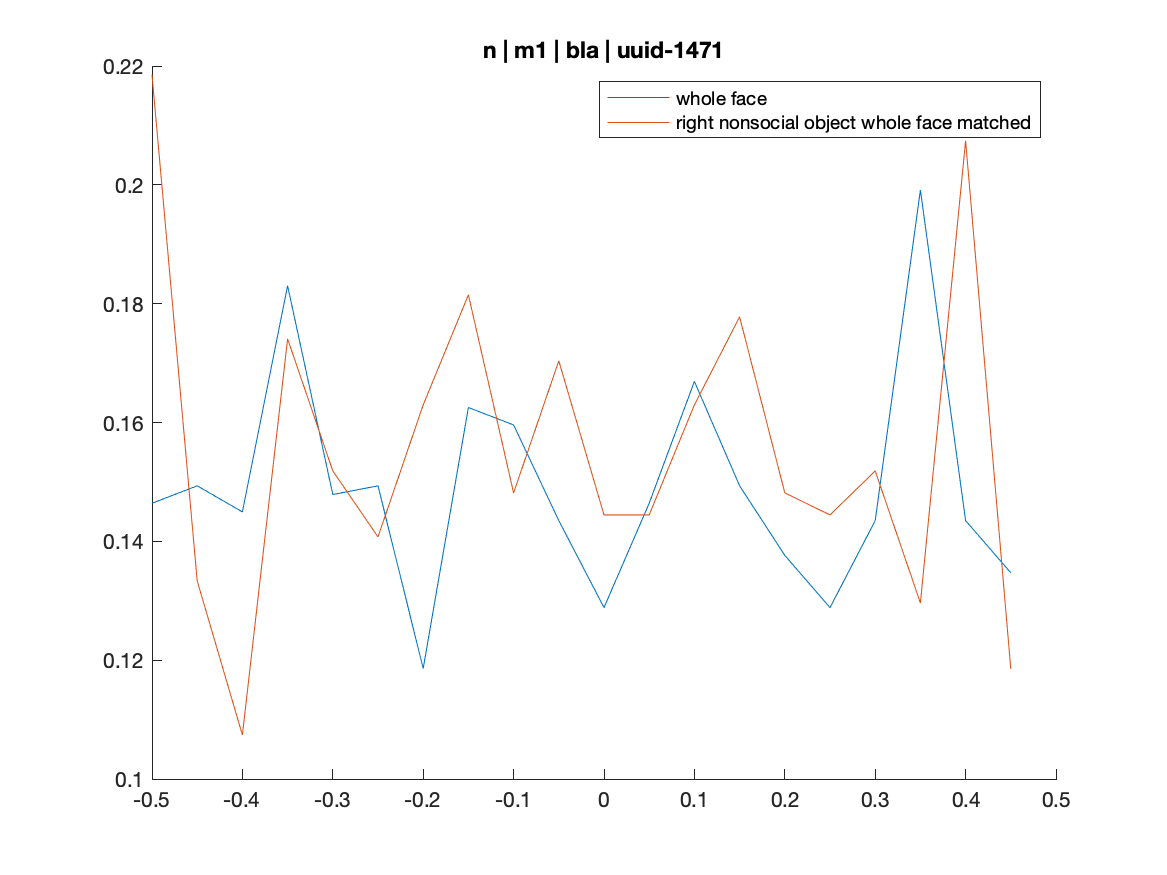 n | m1 | bla | uuid-1471
whole face
right nonsocial object whole face matched
0.22
0.2
0.18
0.16
0.14
0.12
0.1
-0.5 -0.4 -0.3 -0.2 -0.1 0 0.1 0.2 0.3 0.4 0.5